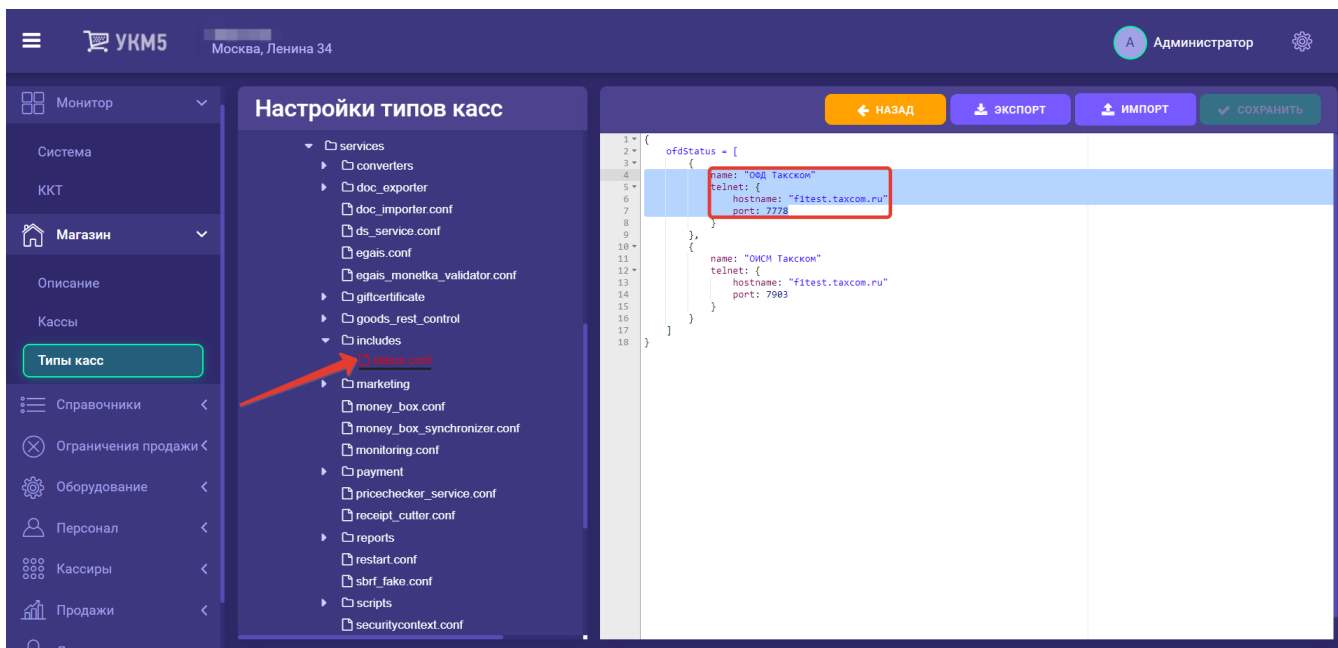 УКМ5
Москва, Ленина 34
А
Администратор
Монитор
Система
ККТ
Магазин
Описание
Кассы
Типы касс
Справочники
Ограничения продажи
Оборудование
Персонал
Кассиры
Продажи
Настройки типов касс
services
converters
doc_exporter
doc_importer.conf
ds_service.conf
egais.conf
egais_monetka_validator.conf
giftcertificate
goods_rest_control
includes
status.conf
marketing
money_box.conf
money_box_synchronizer.conf
monitoring.conf
payment
pricechecker_service.conf
receipt_cutter.conf
reports
restart.conf
sbrf_fake.conf
scripts
securitycontext.conf
НАЗАД
ЭКСПОРТ
ИМПОРТ
СОХРАНИТЬ
1 {
2 ofdStatus = [
3 {
4 name: "ОФД Такском"
5 telnet: {
6 hostname: "f1test.taxcom.ru"
7 port: 7778
8 }
9 },
10 {
11 name: "ОИСМ Такском"
12 telnet: {
13 hostname: "f1test.taxcom.ru"
14 port: 7903
15 }
16 }
17 ]
18 }